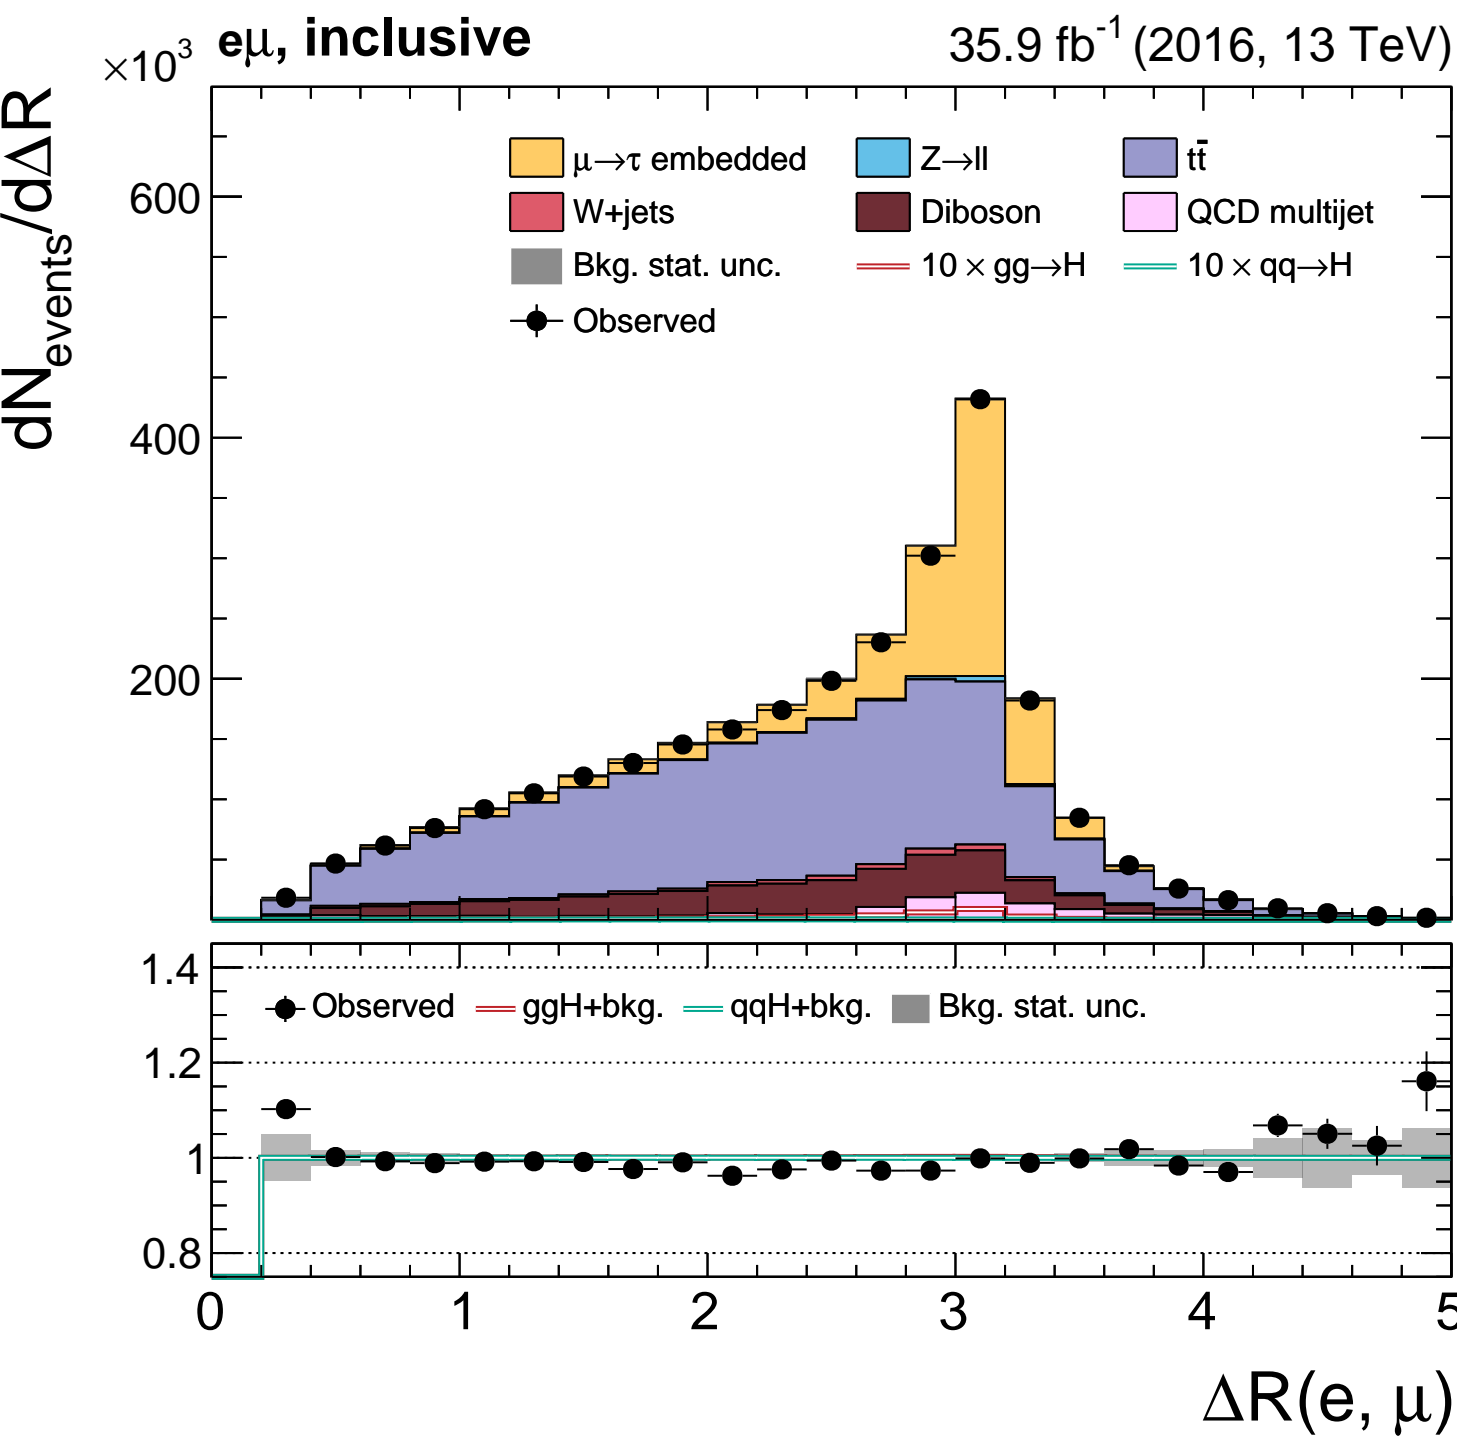 ×10³ eμ, inclusive 35.9 fb⁻¹ (2016, 13 TeV)
dN_events/dΔR
μ→τ embedded Z→ll tt̄
W+jets Diboson QCD multijet
Bkg. stat. unc. 10 × gg→H 10 × qq→H
Observed
600
400
200
1.4
Observed ggH+bkg. qqH+bkg. Bkg. stat. unc.
1.2
1
0.8
0 1 2 3 4 5
ΔR(e, μ)